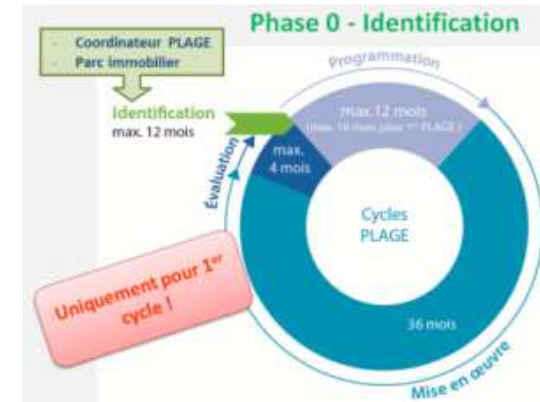 Phase 0 - Identification
- Coordinateur PLAGE
- Parc immobilier
Identification
max. 12 mois
Programmation
max.12 mois
(max. 18 mois pour 1er PLAGE )
max.
4 mois
Évaluation
Cycles
PLAGE
Uniquement pour 1er
cycle !
36 mois
Mise en œuvre